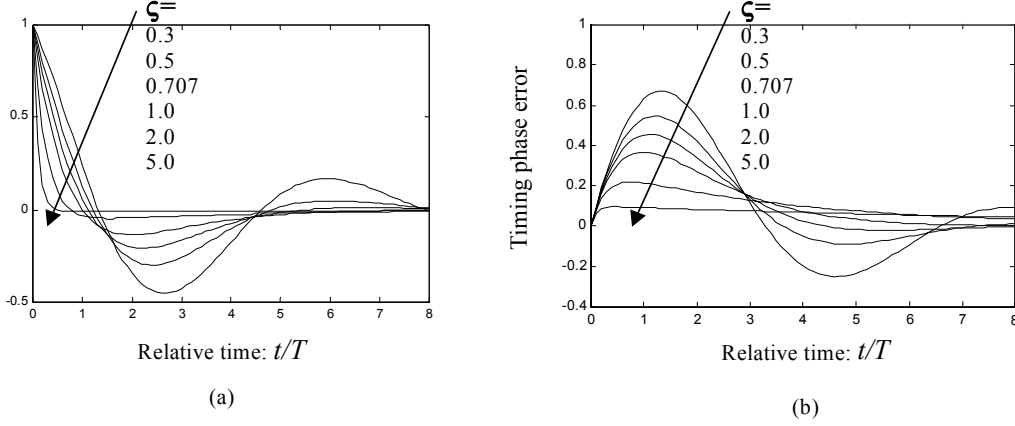 ς=
0.3
0.5
0.707
1.0
2.0
5.0
1
0.5
0
-0.5
0 1 2 3 4 5 6 7 8
Relative time: t/T
(a)
ς=
0.3
0.5
0.707
1.0
2.0
5.0
Timing phase error
1
0.8
0.6
0.4
0.2
0
-0.2
-0.4
0 1 2 3 4 5 6 7 8
Relative time: t/T
(b)